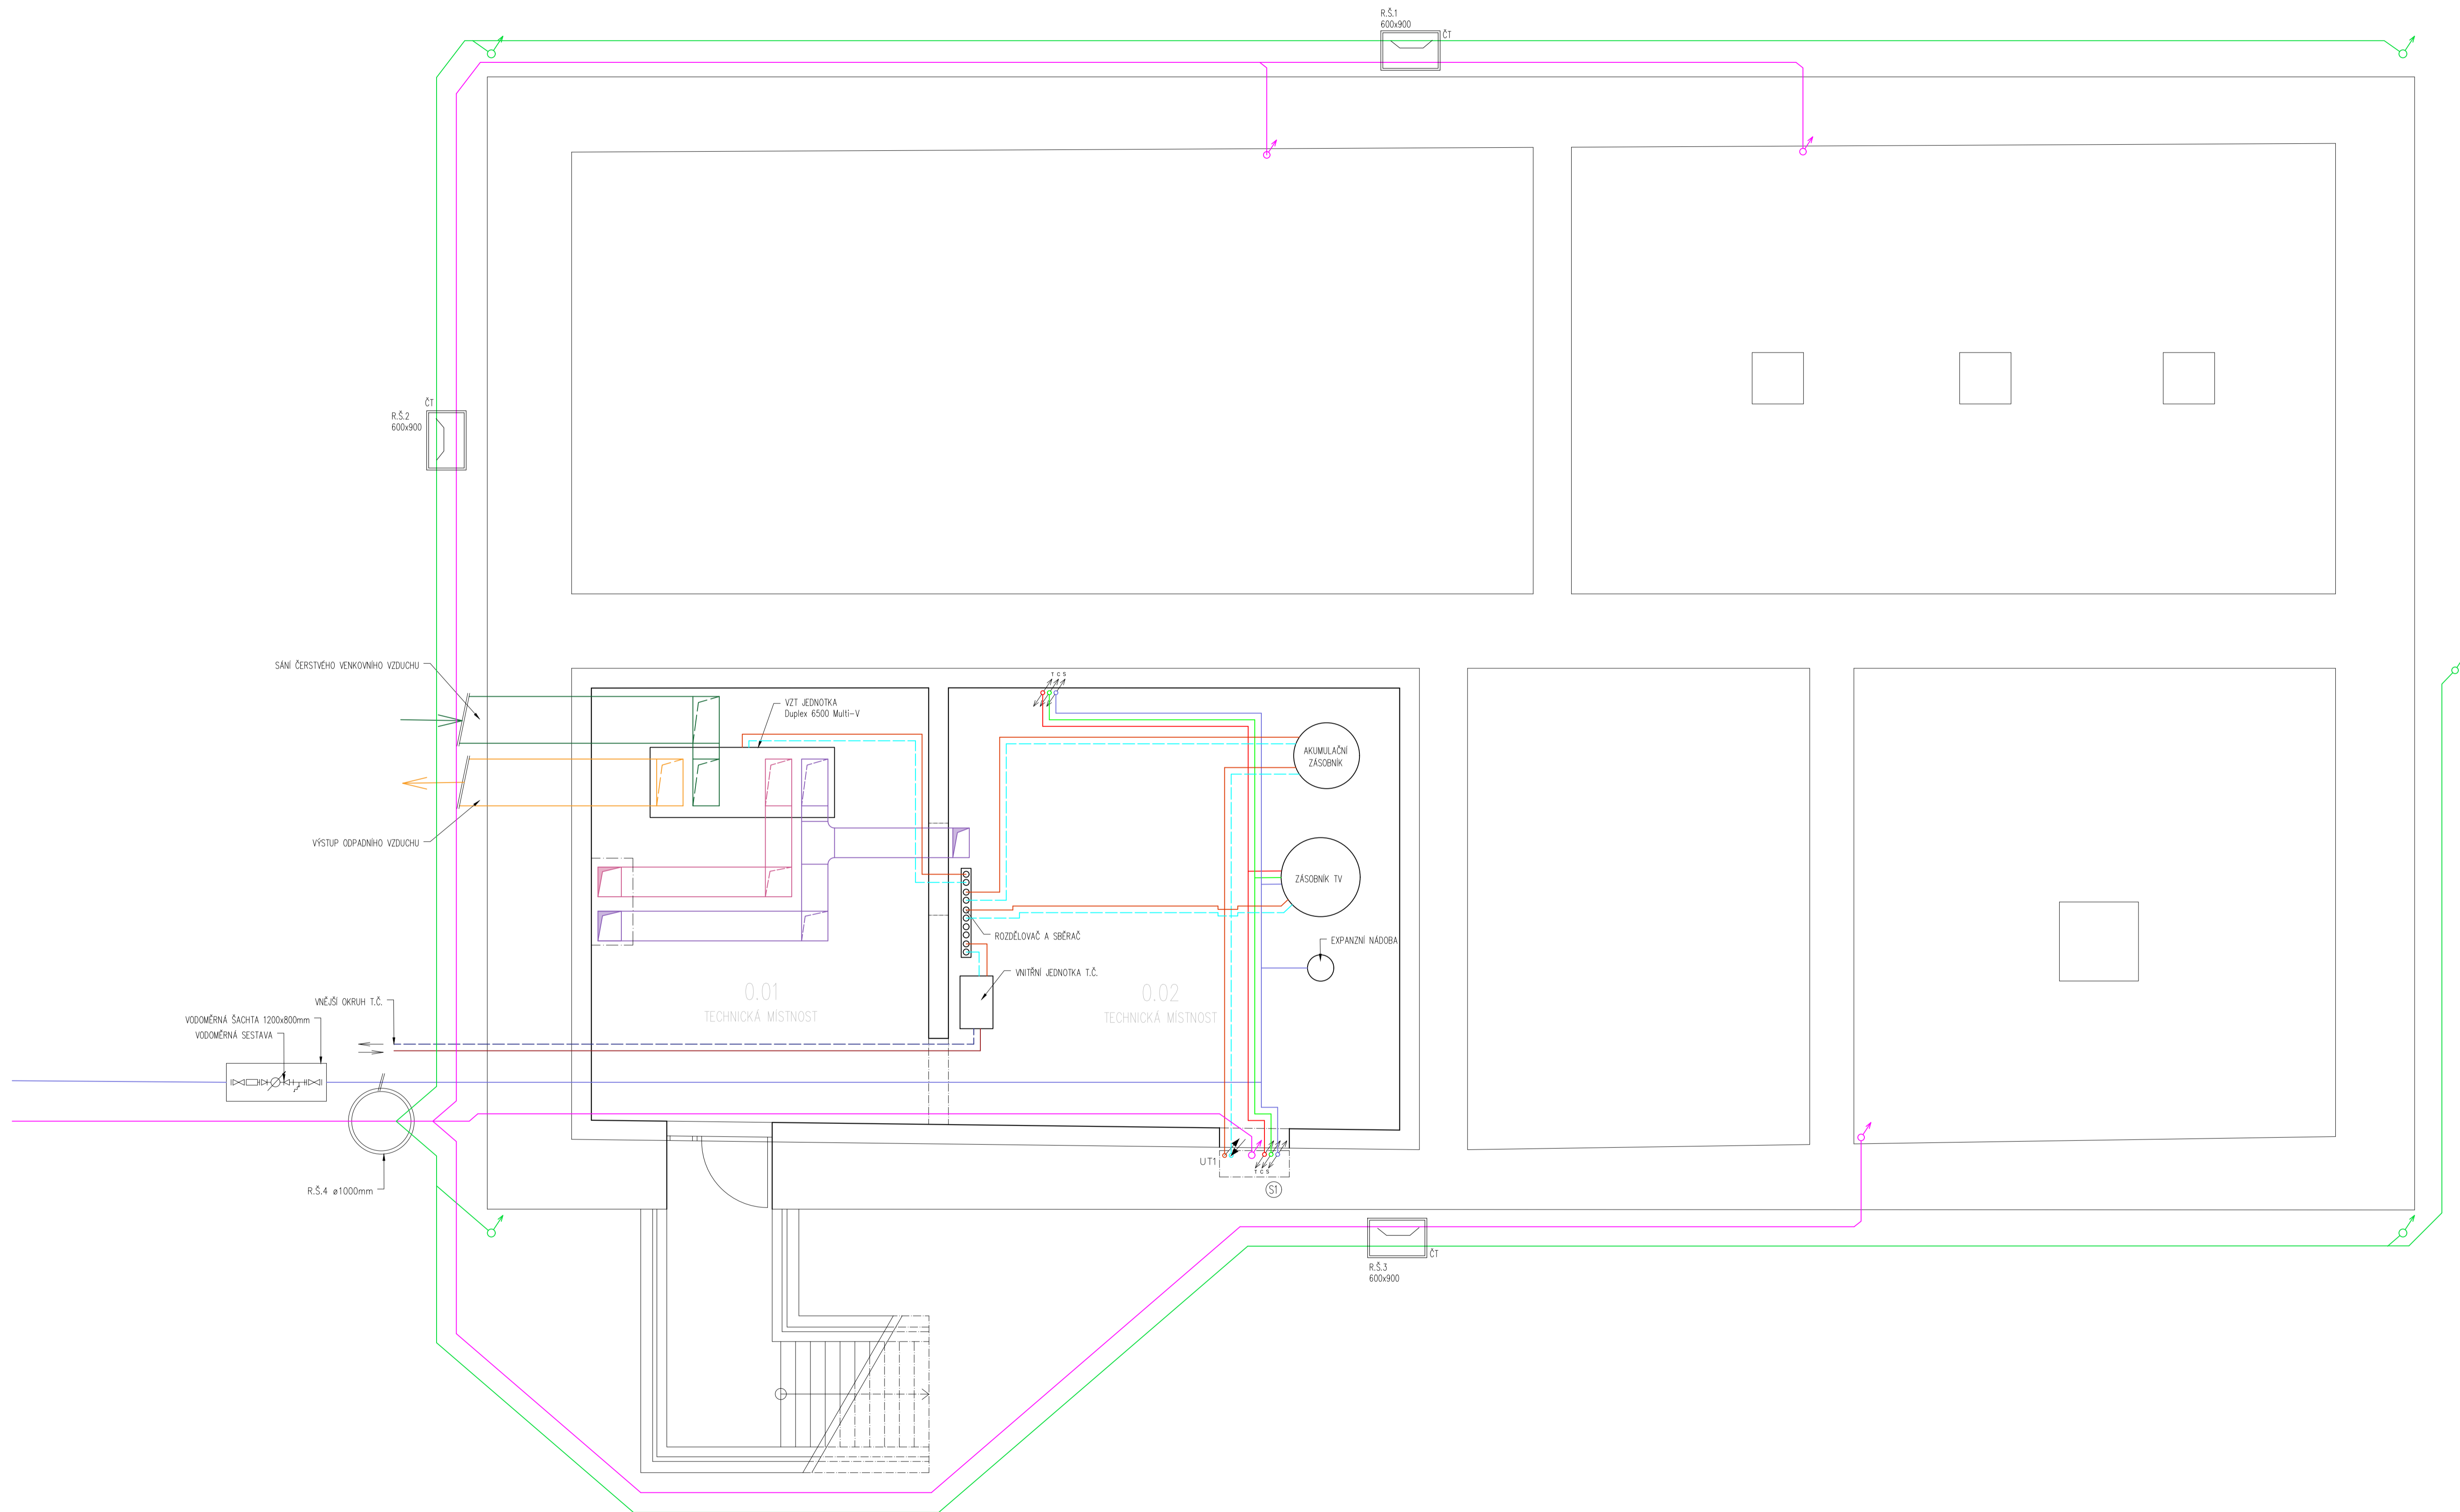 R.Š.1
600x900
ČT
ČT
R.Š.2
600x900
SÁNÍ ČERSTVÉHO VENKOVNÍHO VZDUCHU
VZT JEDNOTKA
Duplex 6500 Multi-V
T C S
AKUMULAČNÍ
ZÁSOBNÍK
VÝSTUP ODPADNÍHO VZDUCHU
ZÁSOBNÍK TV
ROZDĚLOVAČ A SBĚRAČ
EXPANZNÍ NÁDOBA
VNITŘNÍ JEDNOTKA T.Č.
0.01
TECHNICKÁ MÍSTNOST
0.02
TECHNICKÁ MÍSTNOST
VNĚJŠÍ OKRUH T.Č.
VODOMĚRNÁ ŠACHTA 1200x800mm
VODOMĚRNÁ SESTAVA
UT1
T C S
S1
R.Š.4 ø1000mm
ČT
R.Š.3
600x900